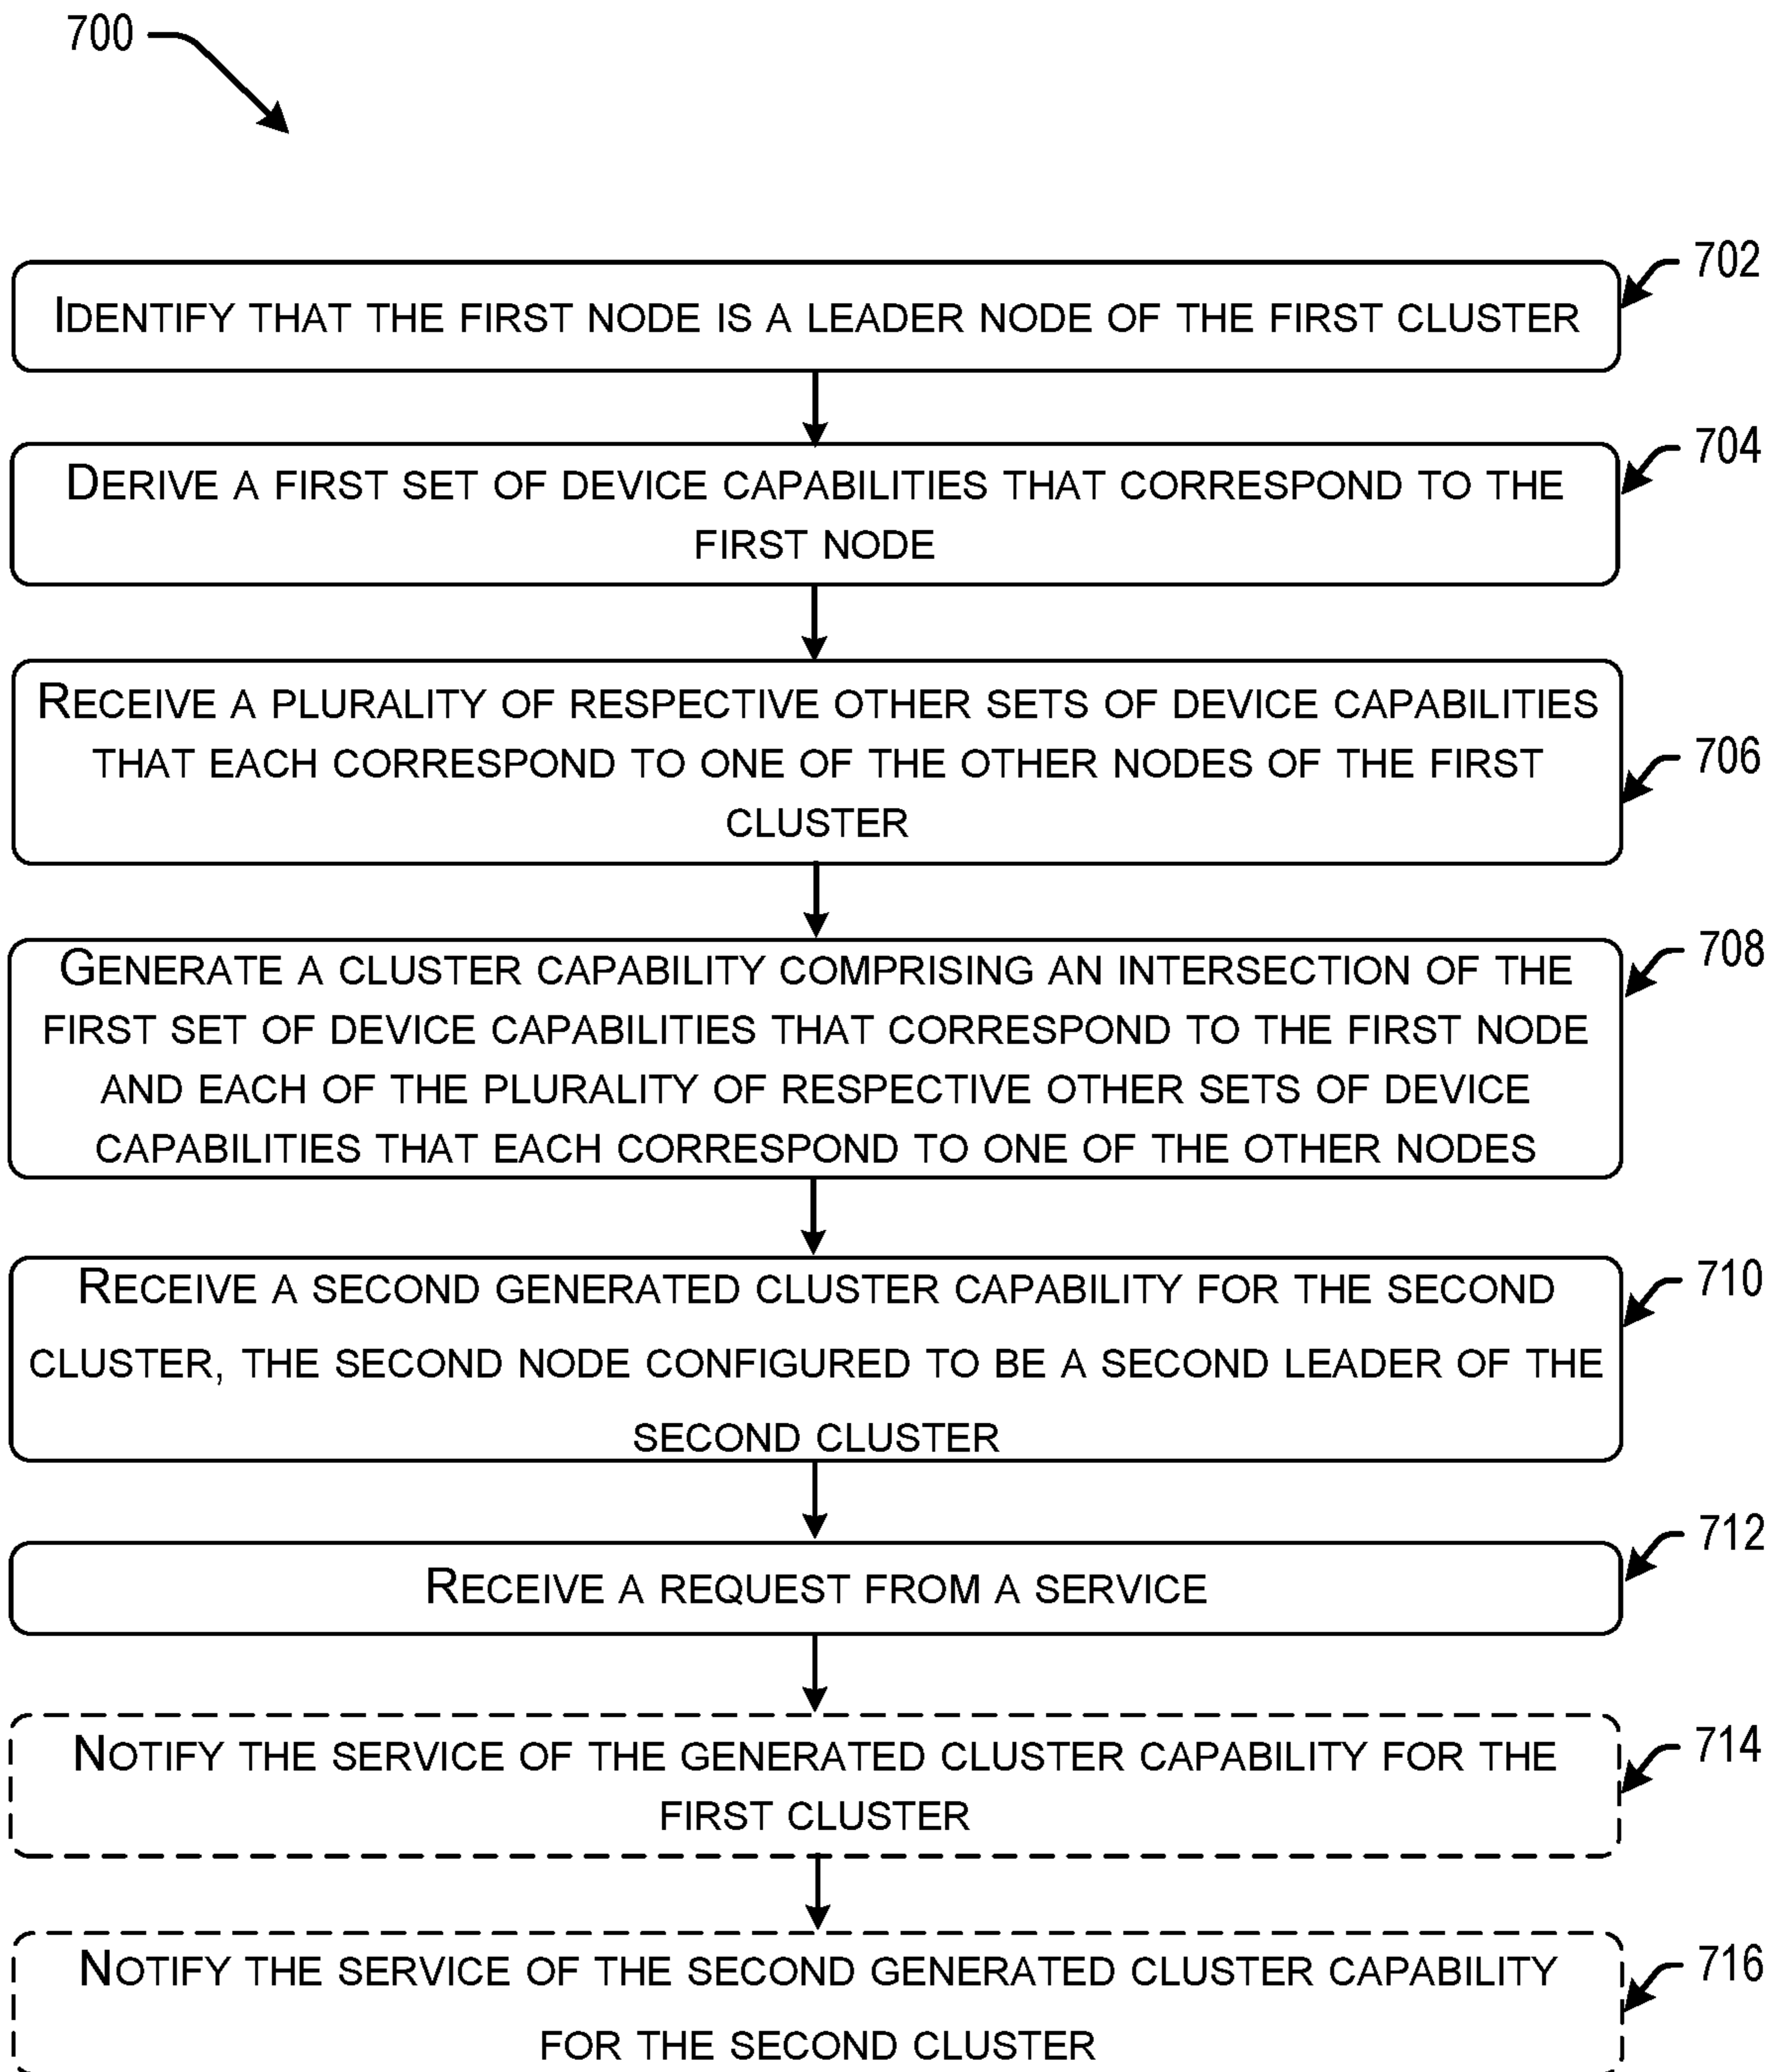 700
702
IDENTIFY THAT THE FIRST NODE IS A LEADER NODE OF THE FIRST CLUSTER
704
DERIVE A FIRST SET OF DEVICE CAPABILITIES THAT CORRESPOND TO THE
FIRST NODE
RECEIVE A PLURALITY OF RESPECTIVE OTHER SETS OF DEVICE CAPABILITIES
THAT EACH CORRESPOND TO ONE OF THE OTHER NODES OF THE FIRST
706
CLUSTER
708
GENERATE A CLUSTER CAPABILITY COMPRISING AN INTERSECTION OF THE
FIRST SET OF DEVICE CAPABILITIES THAT CORRESPOND TO THE FIRST NODE
AND EACH OF THE PLURALITY OF RESPECTIVE OTHER SETS OF DEVICE
CAPABILITIES THAT EACH CORRESPOND TO ONE OF THE OTHER NODES
710
RECEIVE A SECOND GENERATED CLUSTER CAPABILITY FOR THE SECOND
CLUSTER, THE SECOND NODE CONFIGURED TO BE A SECOND LEADER OF THE
SECOND CLUSTER
712
RECEIVE A REQUEST FROM A SERVICE
714
NOTIFY THE SERVICE OF THE GENERATED CLUSTER CAPABILITY FOR THE
FIRST CLUSTER
716
NOTIFY THE SERVICE OF THE SECOND GENERATED CLUSTER CAPABILITY
FOR THE SECOND CLUSTER